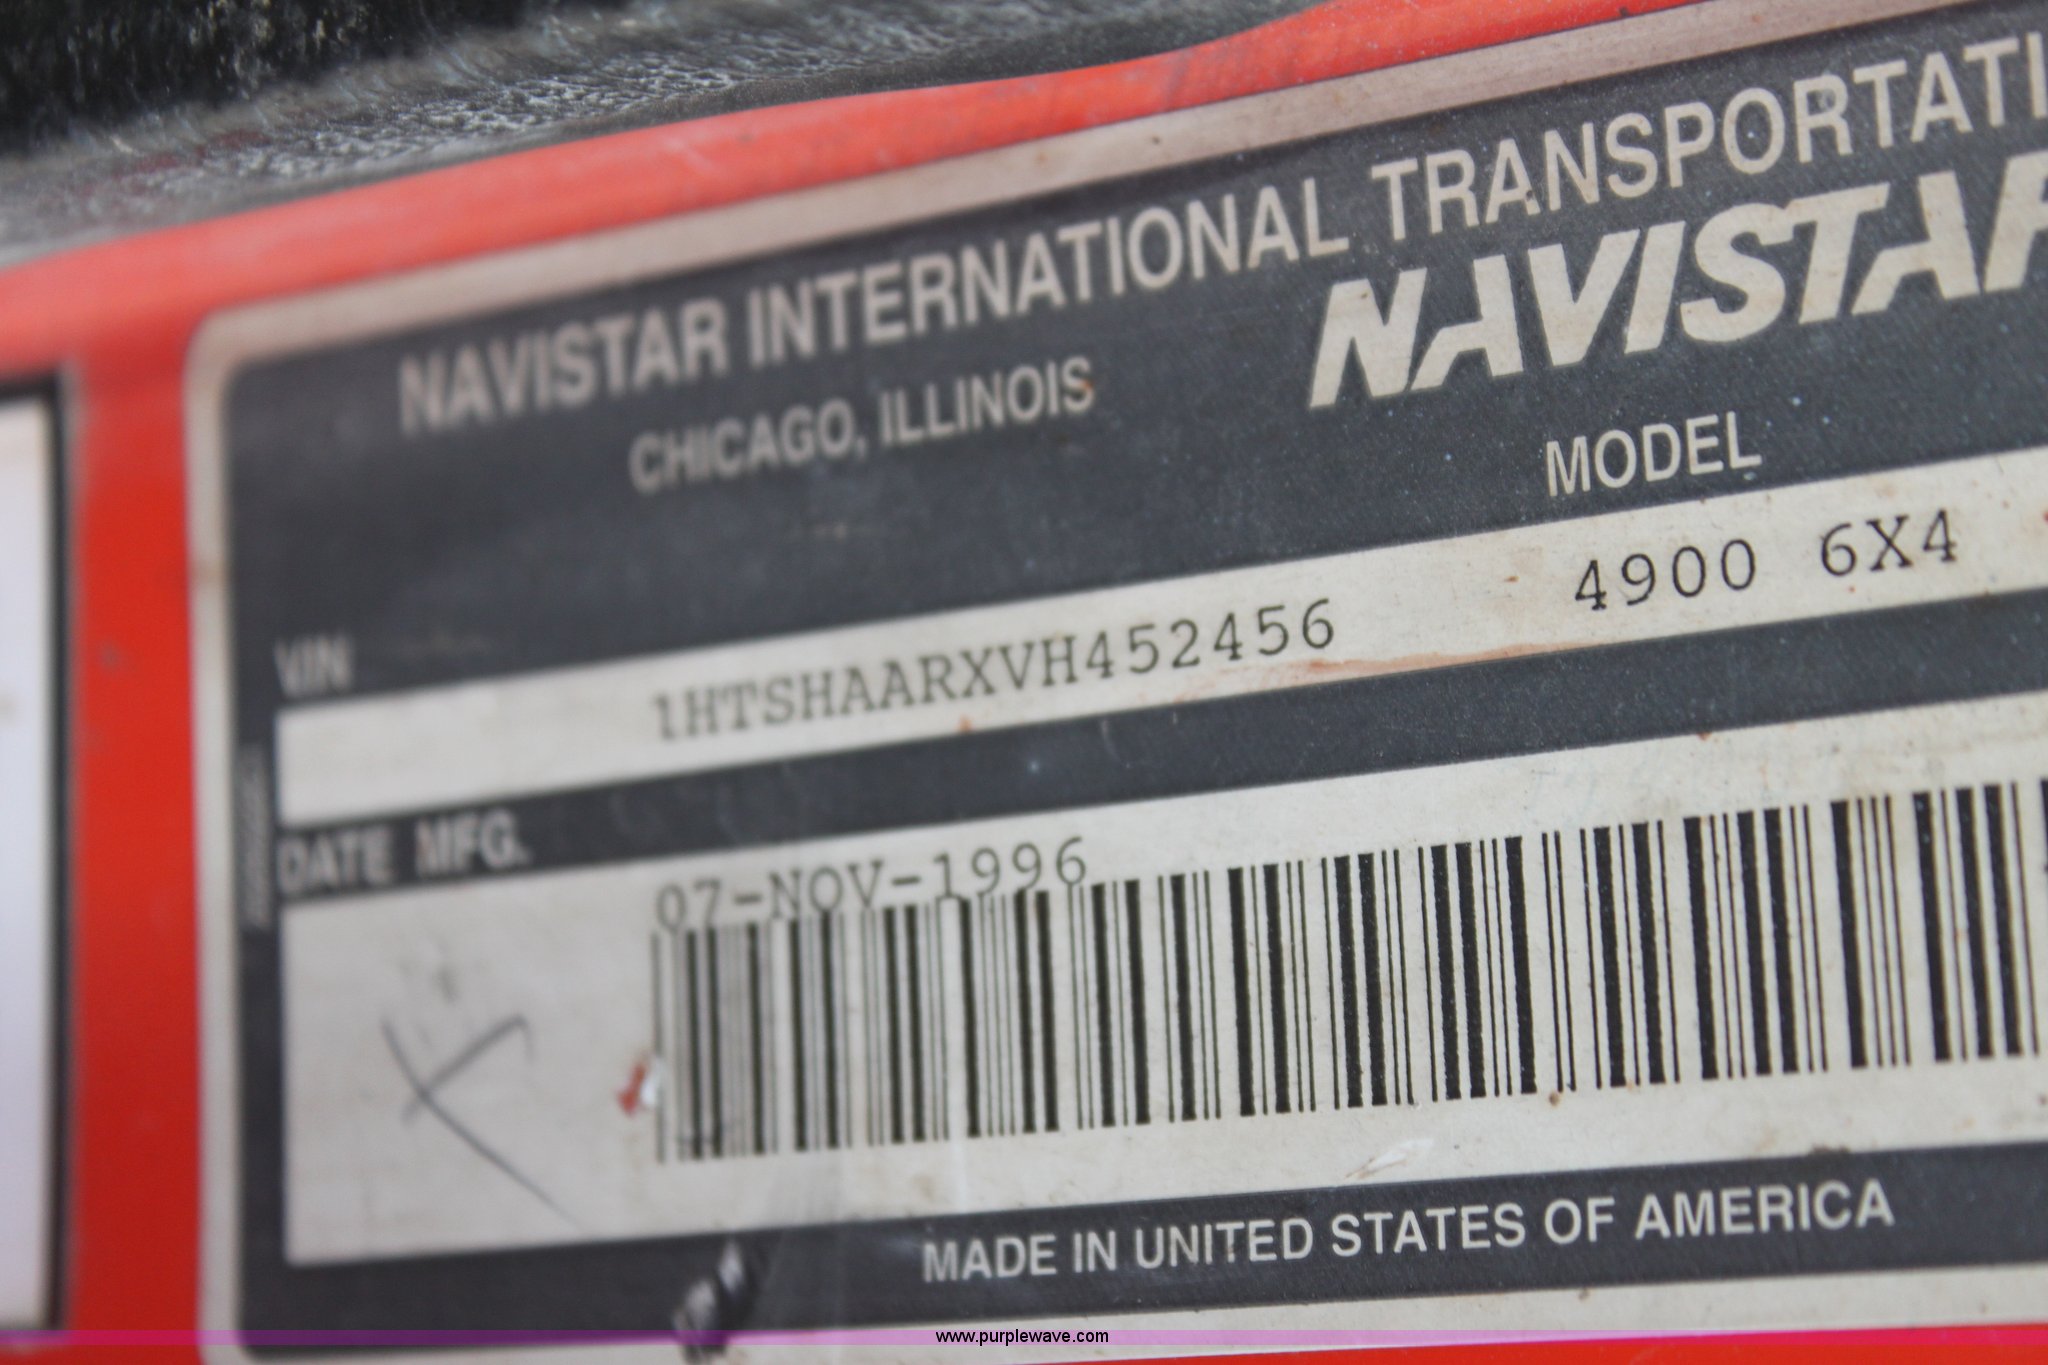 NAVISTAR INTERNATIONAL TRANSPORTATI
CHICAGO, ILLINOIS
NAVISTAR
MODEL
VIN
1HTSHAARXVH452456 4900 6X4
DATE MFG.
07-NOV-1996
MADE IN UNITED STATES OF AMERICA
www.purplewave.com